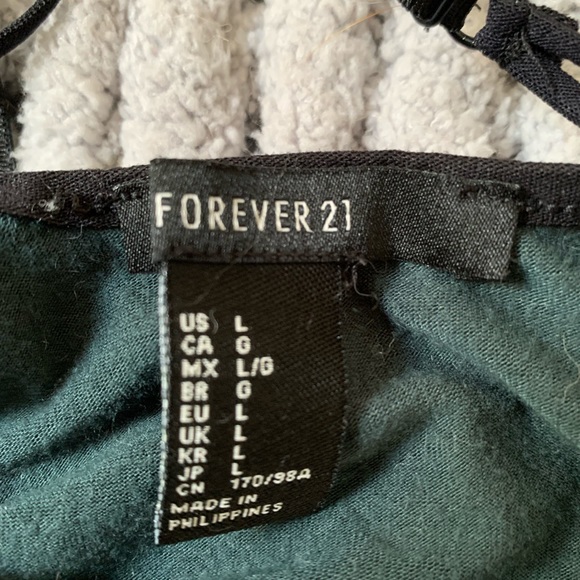 FOREVER 21
US L
CA G
MX L/G
BR G
EU L
UK L
KR L
JP L
CN 170/98A
MADE IN
PHILIPPINES